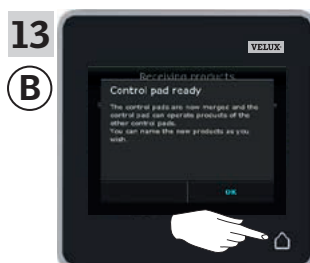 13
VELUX
B
Receiving products
Control pad ready
The control pads are now merged and the
control pad can operate products of the
other control pads.
You can name the new products as you
wish.
OK